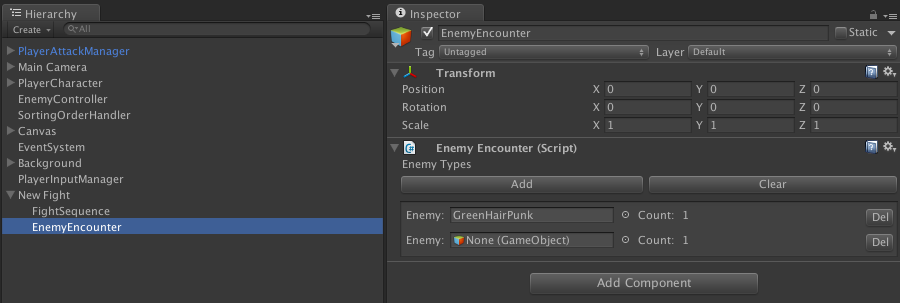 Hierarchy
Create
All
PlayerAttackManager
Main Camera
PlayerCharacter
EnemyController
SortingOrderHandler
Canvas
EventSystem
Background
PlayerInputManager
New Fight
FightSequence
EnemyEncounter
Inspector
EnemyEncounter Static
Tag Untagged Layer Default
Transform
Position X 0 Y 0 Z 0
Rotation X 0 Y 0 Z 0
Scale X 1 Y 1 Z 1
Enemy Encounter (Script)
Enemy Types
Add Clear
Enemy: GreenHairPunk Count: 1 Del
Enemy: None (GameObject) Count: 1 Del
Add Component